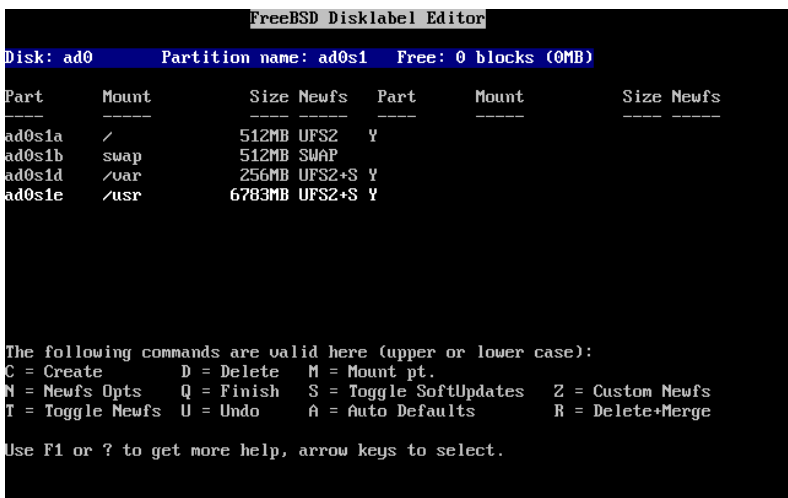 FreeBSD Disklabel Editor
Disk: ad0 Partition name: ad0s1 Free: 0 blocks (0MB)
Part Mount Size Newfs Part Mount Size Newfs
---- ----- ---- ----- ---- ----- ---- -----
ad0s1a / 512MB UFS2 Y
ad0s1b swap 512MB SWAP
ad0s1d /var 256MB UFS2+S Y
ad0s1e /usr 6783MB UFS2+S Y
The following commands are valid here (upper or lower case):
C = Create D = Delete M = Mount pt.
N = Newfs Opts Q = Finish S = Toggle SoftUpdates Z = Custom Newfs
T = Toggle Newfs U = Undo A = Auto Defaults R = Delete+Merge
Use F1 or ? to get more help, arrow keys to select.